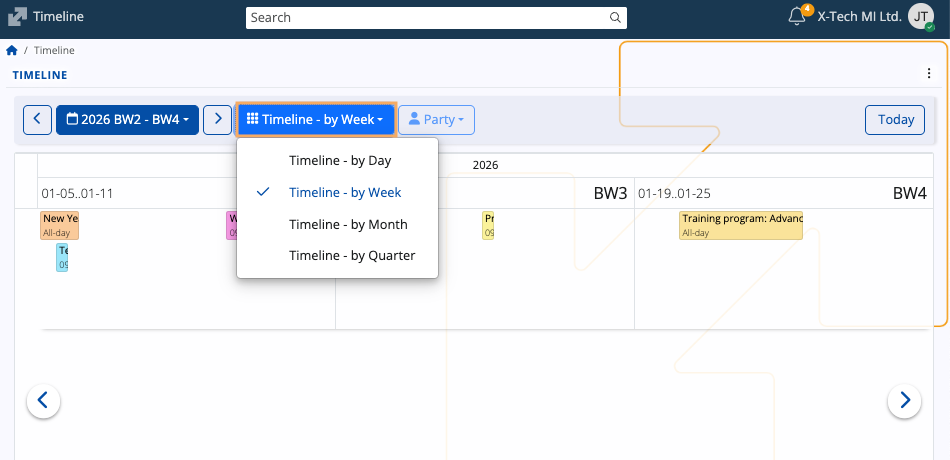 Timeline
Search
4
X-Tech MI Ltd.
JT
/ Timeline
TIMELINE
2026 BW2 - BW4
Timeline - by Week
Party
Today
Timeline - by Day
Timeline - by Week
Timeline - by Month
Timeline - by Quarter
2026
01-05..01-11
BW3
01-19..01-25
BW4
New Ye
All-day
Te
09
W
09
Pr
09
Training program: Advanc
All-day